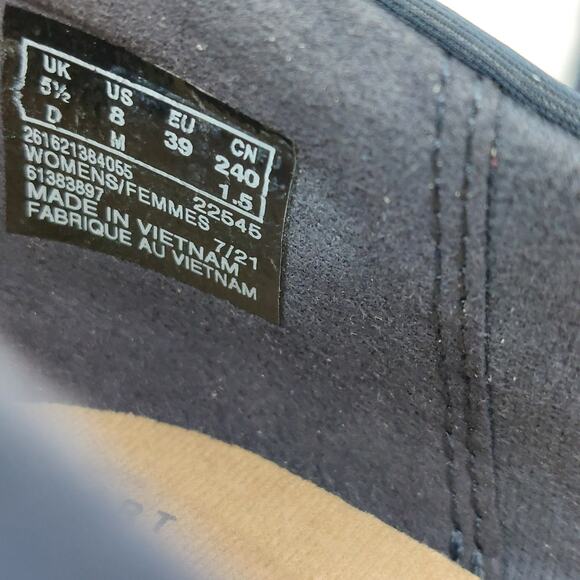 UK US EU CN
5½ 8 39 240
D M 1.5
261621384055
WOMENS/FEMMES 22545
61383897 7/21
MADE IN VIETNAM
FABRIQUE AU VIETNAM